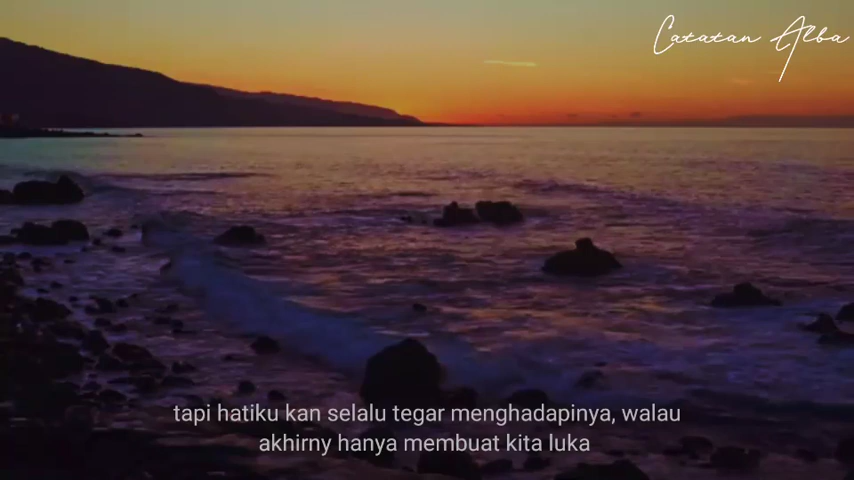 Catatan Alba
tapi hatiku kan selalu tegar menghadapinya, walau
akhirny hanya membuat kita luka